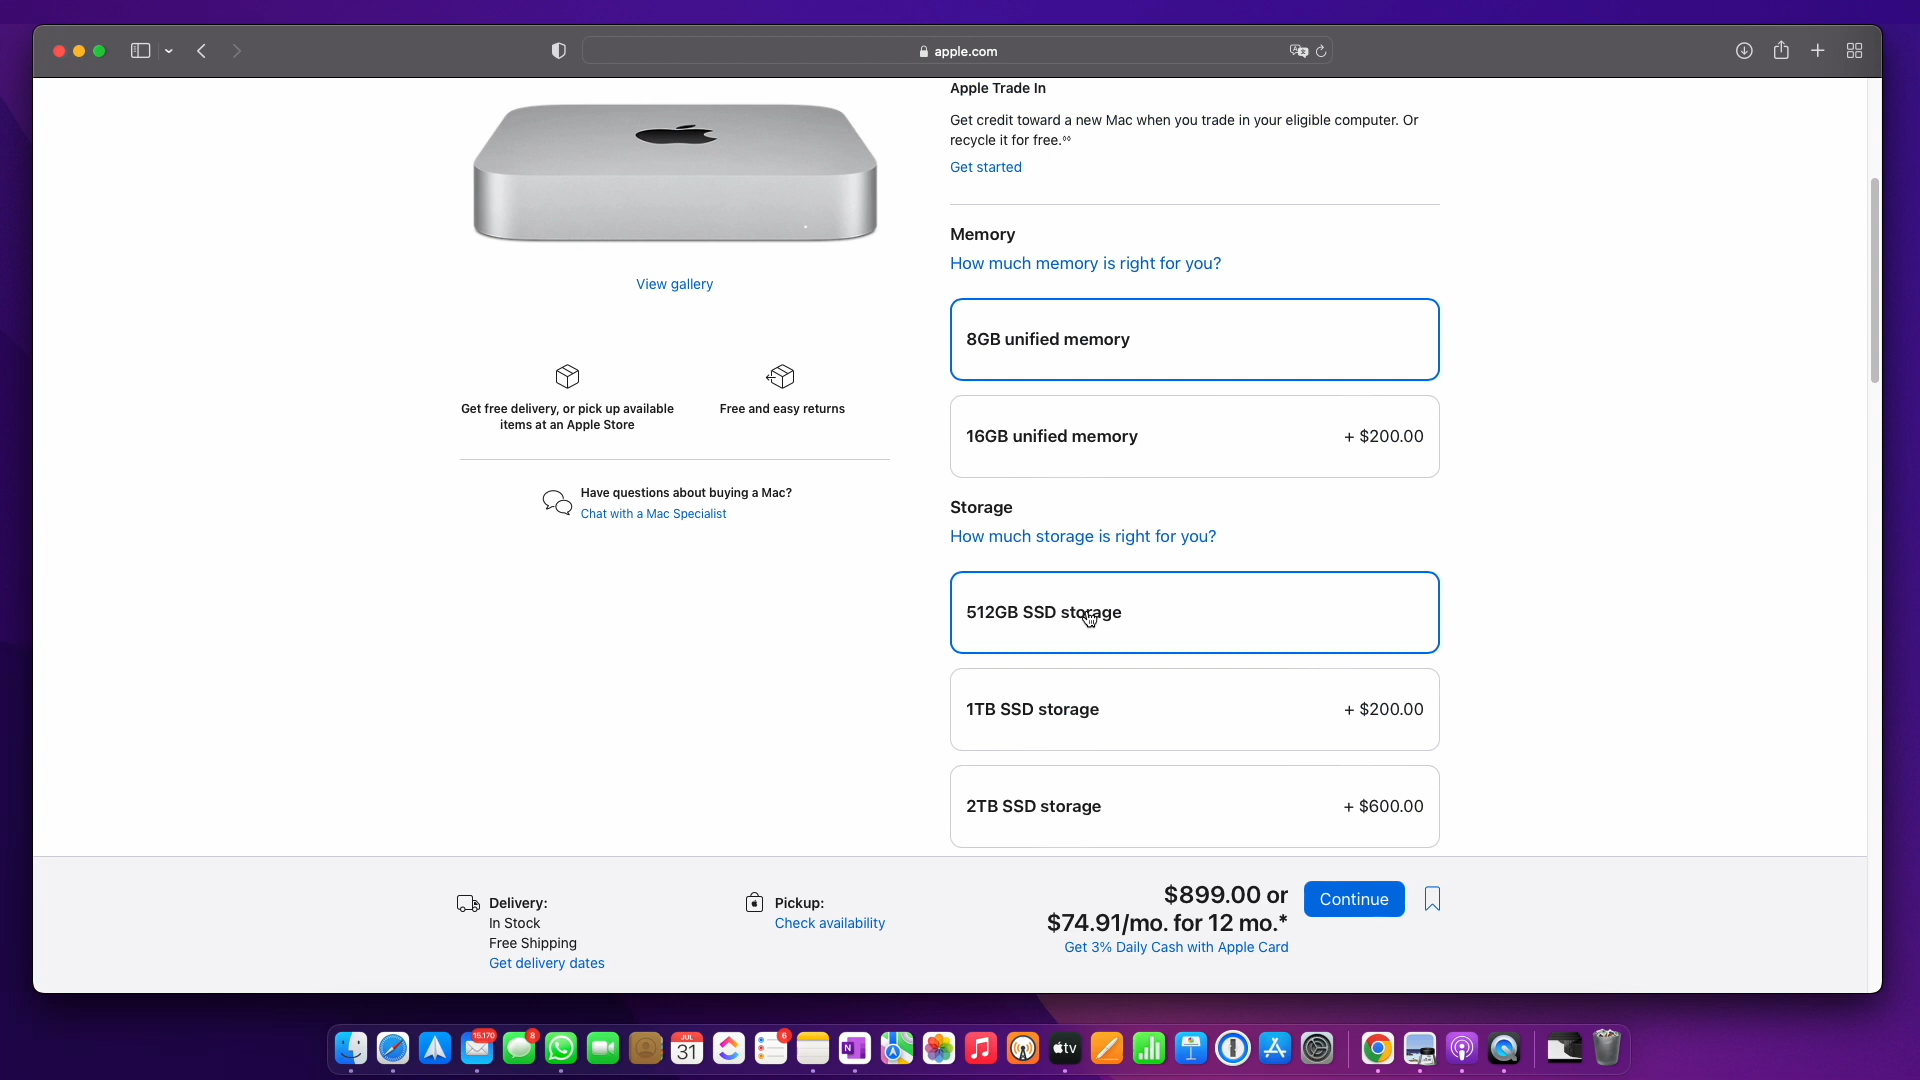 apple.com
Apple Trade In
Get credit toward a new Mac when you trade in your eligible computer. Or
recycle it for free.◊◊
Get started
View gallery
Get free delivery, or pick up available
items at an Apple Store
Free and easy returns
Have questions about buying a Mac?
Chat with a Mac Specialist
Memory
How much memory is right for you?
8GB unified memory
16GB unified memory + $200.00
Storage
How much storage is right for you?
512GB SSD storage
1TB SSD storage + $200.00
2TB SSD storage + $600.00
Delivery:
In Stock
Free Shipping
Get delivery dates
Pickup:
Check availability
$899.00 or
$74.91/mo. for 12 mo.*
Get 3% Daily Cash with Apple Card
Continue
15.170
8
JUL
31
6
N
tv